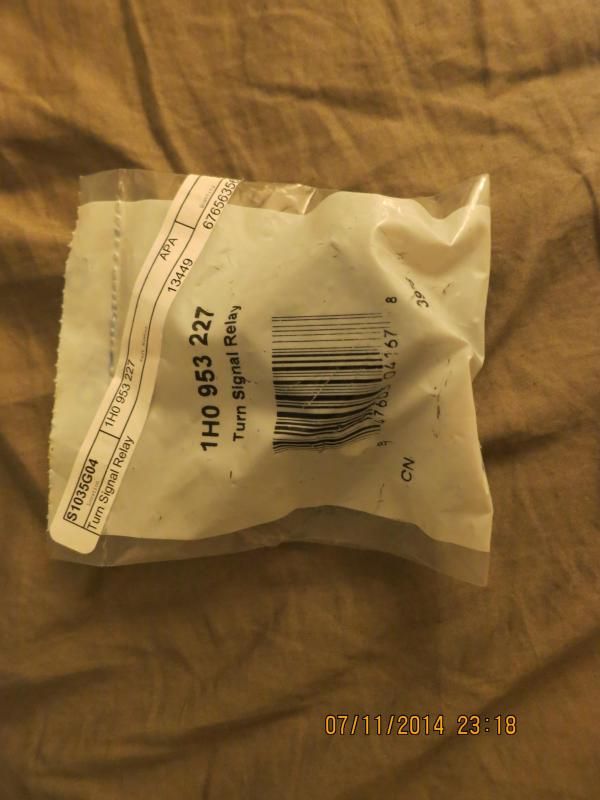 S1035G04
1H0 953 227
APA
Turn Signal Relay
13449
1H0 953 227
Turn Signal Relay
8
CN
07/11/2014 23:18